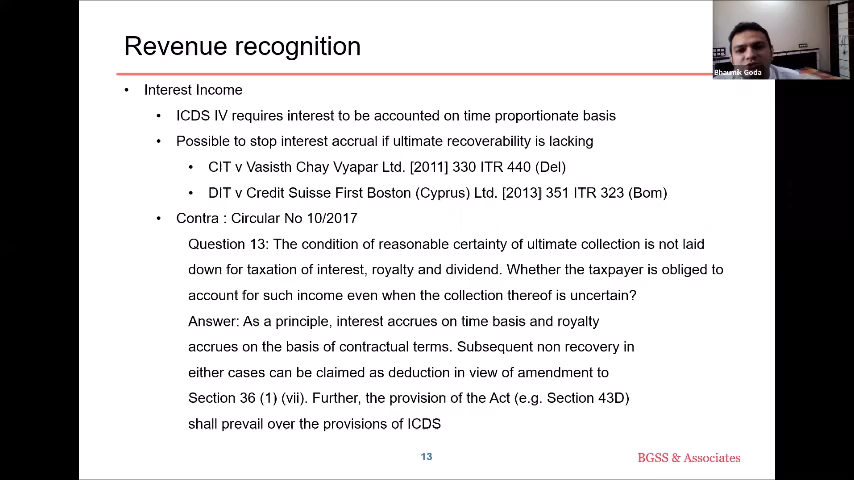 Revenue recognition
Bhaumik Goda
• Interest Income
• ICDS IV requires interest to be accounted on time proportionate basis
• Possible to stop interest accrual if ultimate recoverability is lacking
• CIT v Vasisth Chay Vyapar Ltd. [2011] 330 ITR 440 (Del)
• DIT v Credit Suisse First Boston (Cyprus) Ltd. [2013] 351 ITR 323 (Bom)
• Contra : Circular No 10/2017
Question 13: The condition of reasonable certainty of ultimate collection is not laid
down for taxation of interest, royalty and dividend. Whether the taxpayer is obliged to
account for such income even when the collection thereof is uncertain?
Answer: As a principle, interest accrues on time basis and royalty
accrues on the basis of contractual terms. Subsequent non recovery in
either cases can be claimed as deduction in view of amendment to
Section 36 (1) (vii). Further, the provision of the Act (e.g. Section 43D)
shall prevail over the provisions of ICDS
13
BGSS & Associates